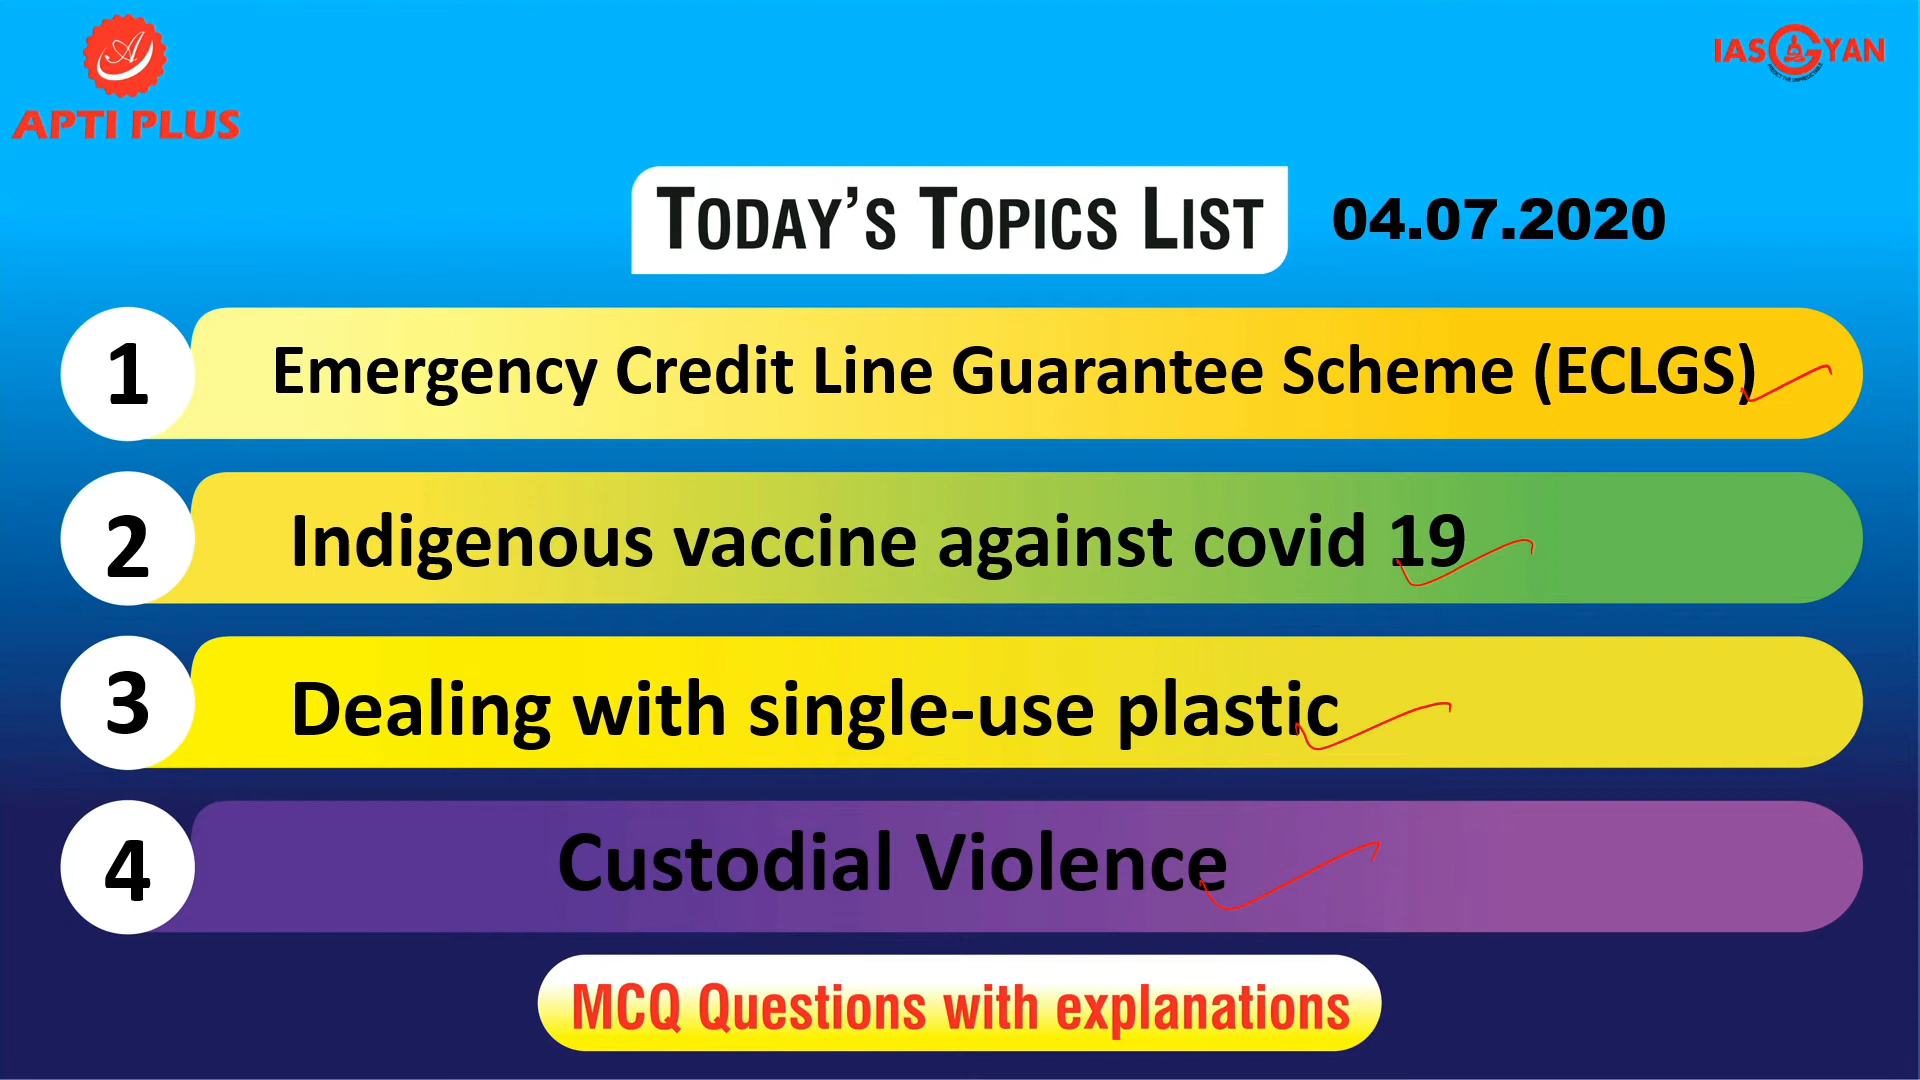 APTI PLUS
IASGYAN
TODAY'S TOPICS LIST 04.07.2020
1 Emergency Credit Line Guarantee Scheme (ECLGS)
2 Indigenous vaccine against covid 19
3 Dealing with single-use plastic
4 Custodial Violence
MCQ Questions with explanations